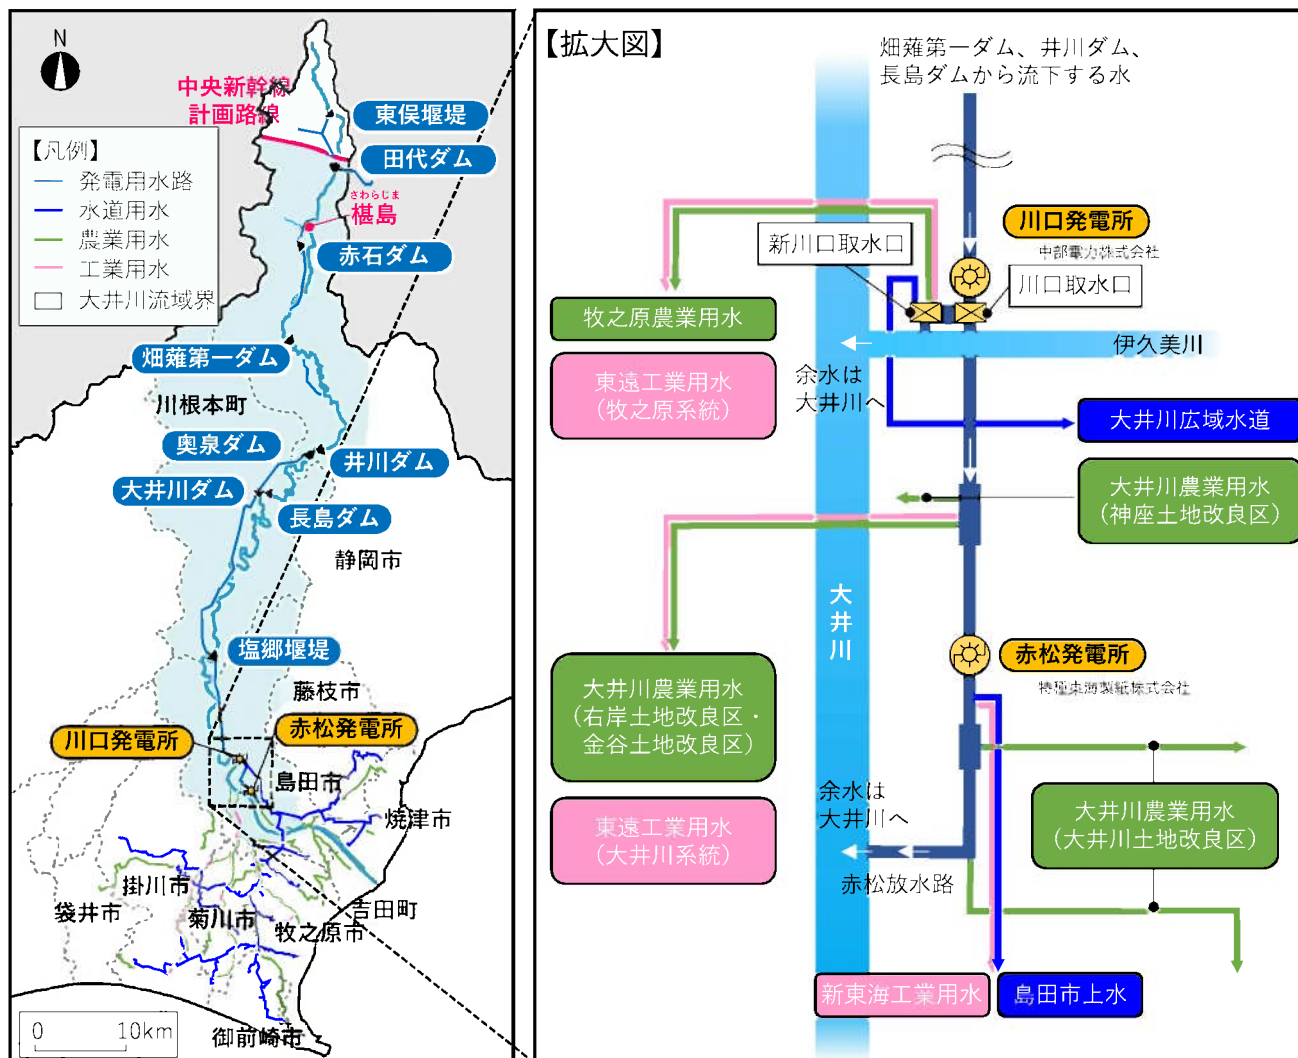 N
中央新幹線
計画路線
東俣堰堤
田代ダム
【凡例】
発電用水路
水道用水
農業用水
工業用水
大井川流域界
さわらじま
椹島
赤石ダム
畑薙第一ダム
川根本町
奥泉ダム
井川ダム
大井川ダム
長島ダム
静岡市
塩郷堰堤
藤枝市
川口発電所
赤松発電所
島田市
焼津市
掛川市
袋井市
菊川市
吉田町
牧之原市
御前崎市
0 10km
【拡大図】
畑薙第一ダム、井川ダム、
長島ダムから流下する水
川口発電所
中部電力株式会社
新川口取水口
川口取水口
牧之原農業用水
伊久美川
東遠工業用水
(牧之原系統)
余水は
大井川へ
大井川広域水道
大井川農業用水
(神座土地改良区)
大井川
赤松発電所
特種東海製紙株式会社
大井川農業用水
(右岸土地改良区・
金谷土地改良区)
余水は
大井川へ
大井川農業用水
(大井川土地改良区)
東遠工業用水
(大井川系統)
赤松放水路
新東海工業用水
島田市上水